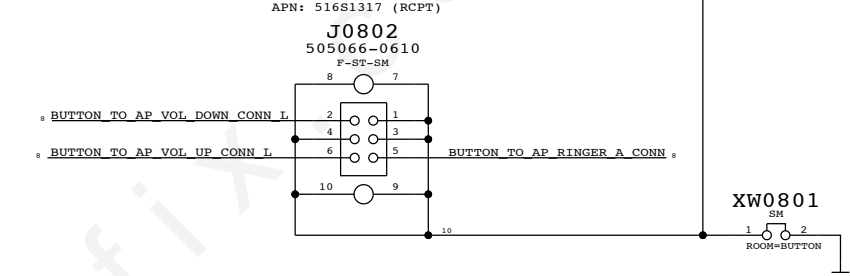 APN: 516S1317 (RCPT)
J0802
505066-0610
F-ST-SM
8 7
8 BUTTON_TO_AP_VOL_DOWN_CONN_L 2 1
4 3
8 BUTTON_TO_AP_VOL_UP_CONN_L 6 5 BUTTON_TO_AP_RINGER_A_CONN 8
10 9
XW0801
SM
10 1 2
ROOM=BUTTON
fix